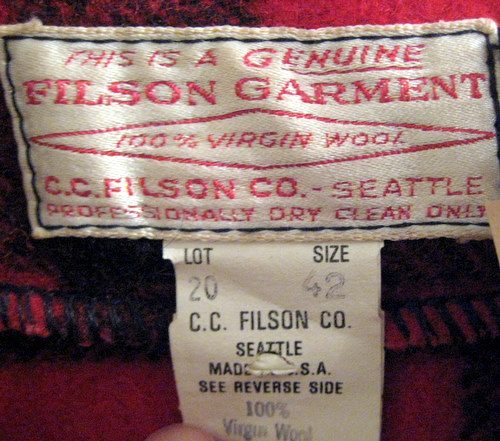 THIS IS A GENUINE
FILSON GARMENT
100% VIRGIN WOOL
C.C. FILSON CO. - SEATTLE
PROFESSIONALLY DRY CLEAN ONLY
LOT SIZE
20 42
C.C. FILSON CO.
SEATTLE
MADE .S.A.
SEE REVERSE SIDE
100%
Virgin Wool